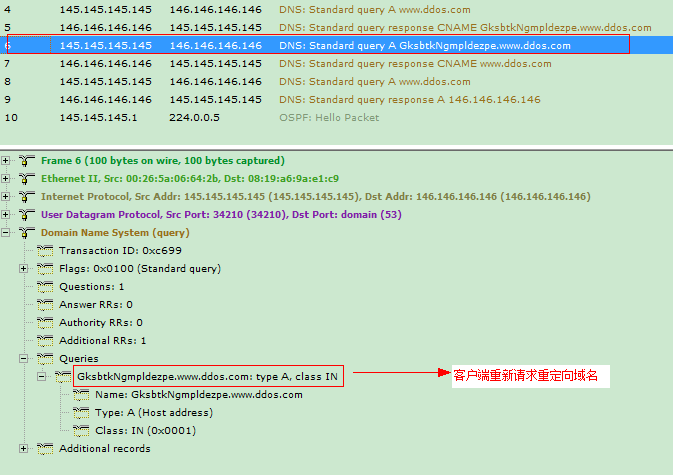 4 145.145.145.145 146.146.146.146 DNS: Standard query A www.ddos.com
5 146.146.146.146 145.145.145.145 DNS: Standard query response CNAME GksbtkNgmpldezpe.www.ddos.com
6 145.145.145.145 146.146.146.146 DNS: Standard query A GksbtkNgmpldezpe.www.ddos.com
7 146.146.146.146 145.145.145.145 DNS: Standard query response CNAME www.ddos.com
8 145.145.145.145 146.146.146.146 DNS: Standard query A www.ddos.com
9 146.146.146.146 145.145.145.145 DNS: Standard query response A 146.146.146.146
10 145.145.145.1 224.0.0.5 OSPF: Hello Packet
Frame 6 (100 bytes on wire, 100 bytes captured)
Ethernet II, Src: 00:26:5a:06:64:2b, Dst: 08:19:a6:9a:e1:c9
Internet Protocol, Src Addr: 145.145.145.145 (145.145.145.145), Dst Addr: 146.146.146.146 (146.146.146.146)
User Datagram Protocol, Src Port: 34210 (34210), Dst Port: domain (53)
Domain Name System (query)
Transaction ID: 0xc699
Flags: 0x0100 (Standard query)
Questions: 1
Answer RRs: 0
Authority RRs: 0
Additional RRs: 1
Queries
GksbtkNgmpldezpe.www.ddos.com: type A, class IN 客户端重新请求重定向域名
Name: GksbtkNgmpldezpe.www.ddos.com
Type: A (Host address)
Class: IN (0x0001)
Additional records